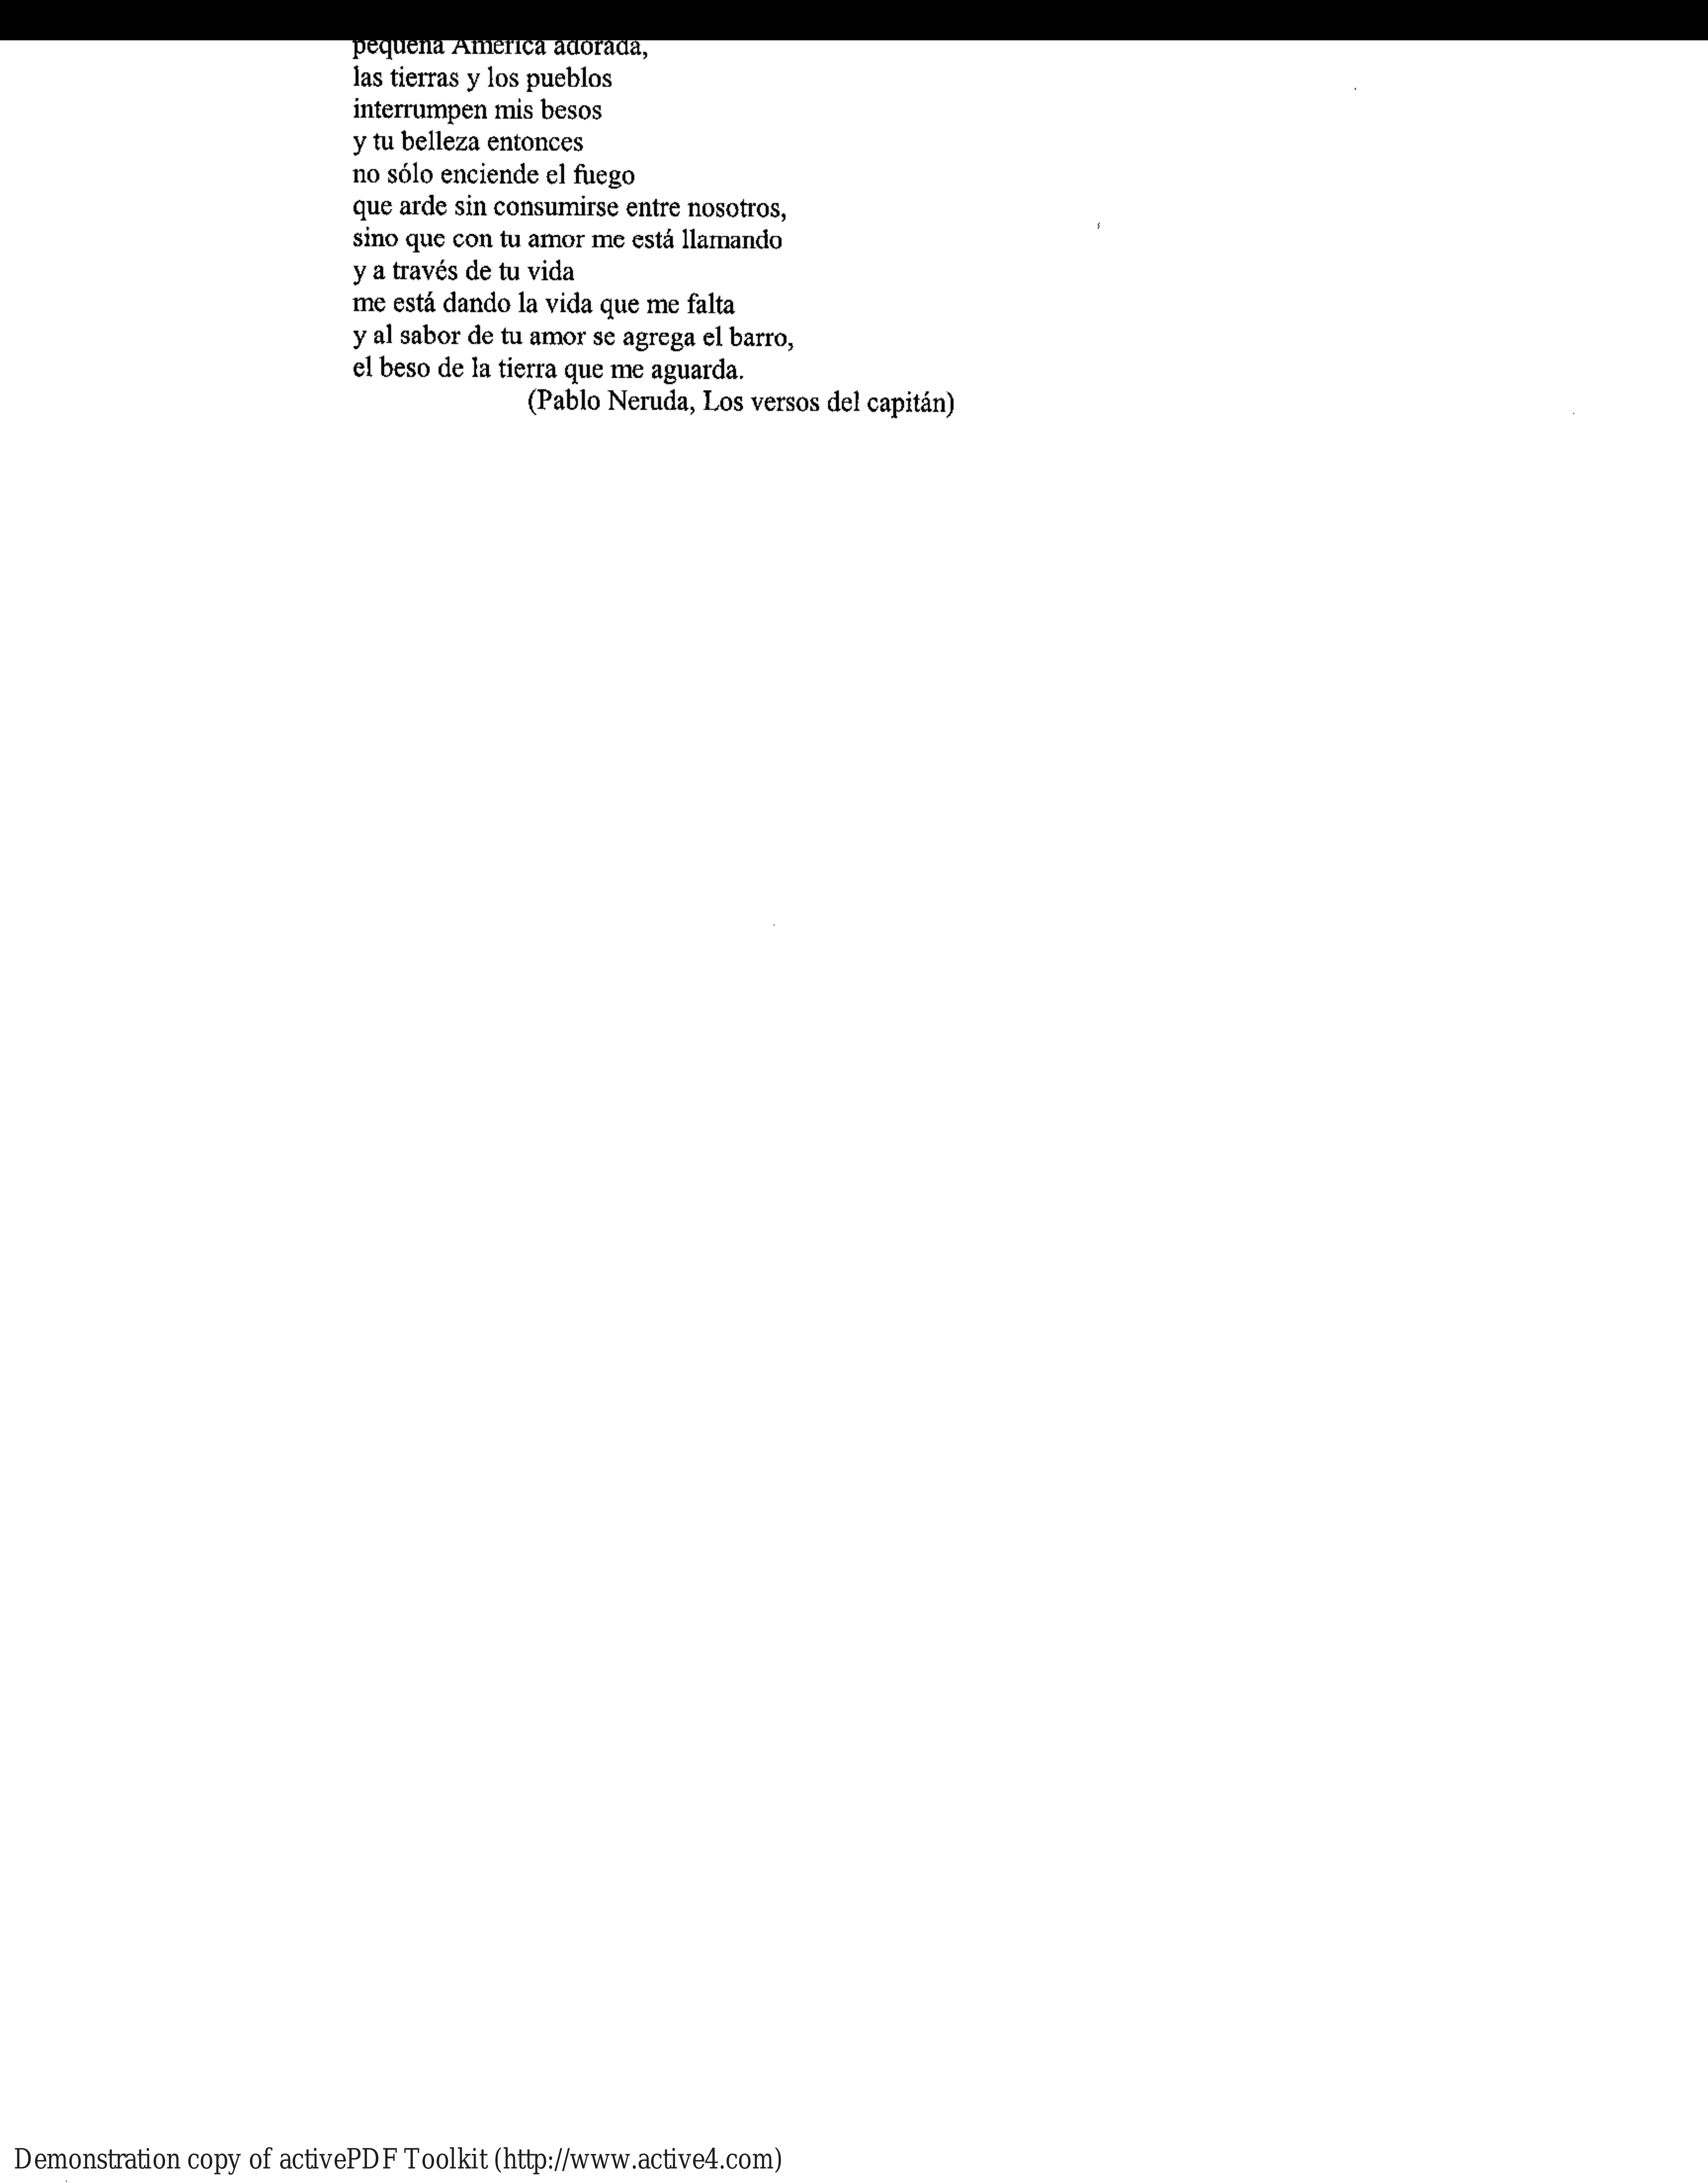 pequeña América adorada,
las tierras y los pueblos
interrumpen mis besos
y tu belleza entonces
no sólo enciende el fuego
que arde sin consumirse entre nosotros,
sino que con tu amor me está llamando
y a través de tu vida
me está dando la vida que me falta
y al sabor de tu amor se agrega el barro,
el beso de la tierra que me aguarda.
(Pablo Neruda, Los versos del capitán)
Demonstration copy of activePDF Toolkit (http://www.active4.com)